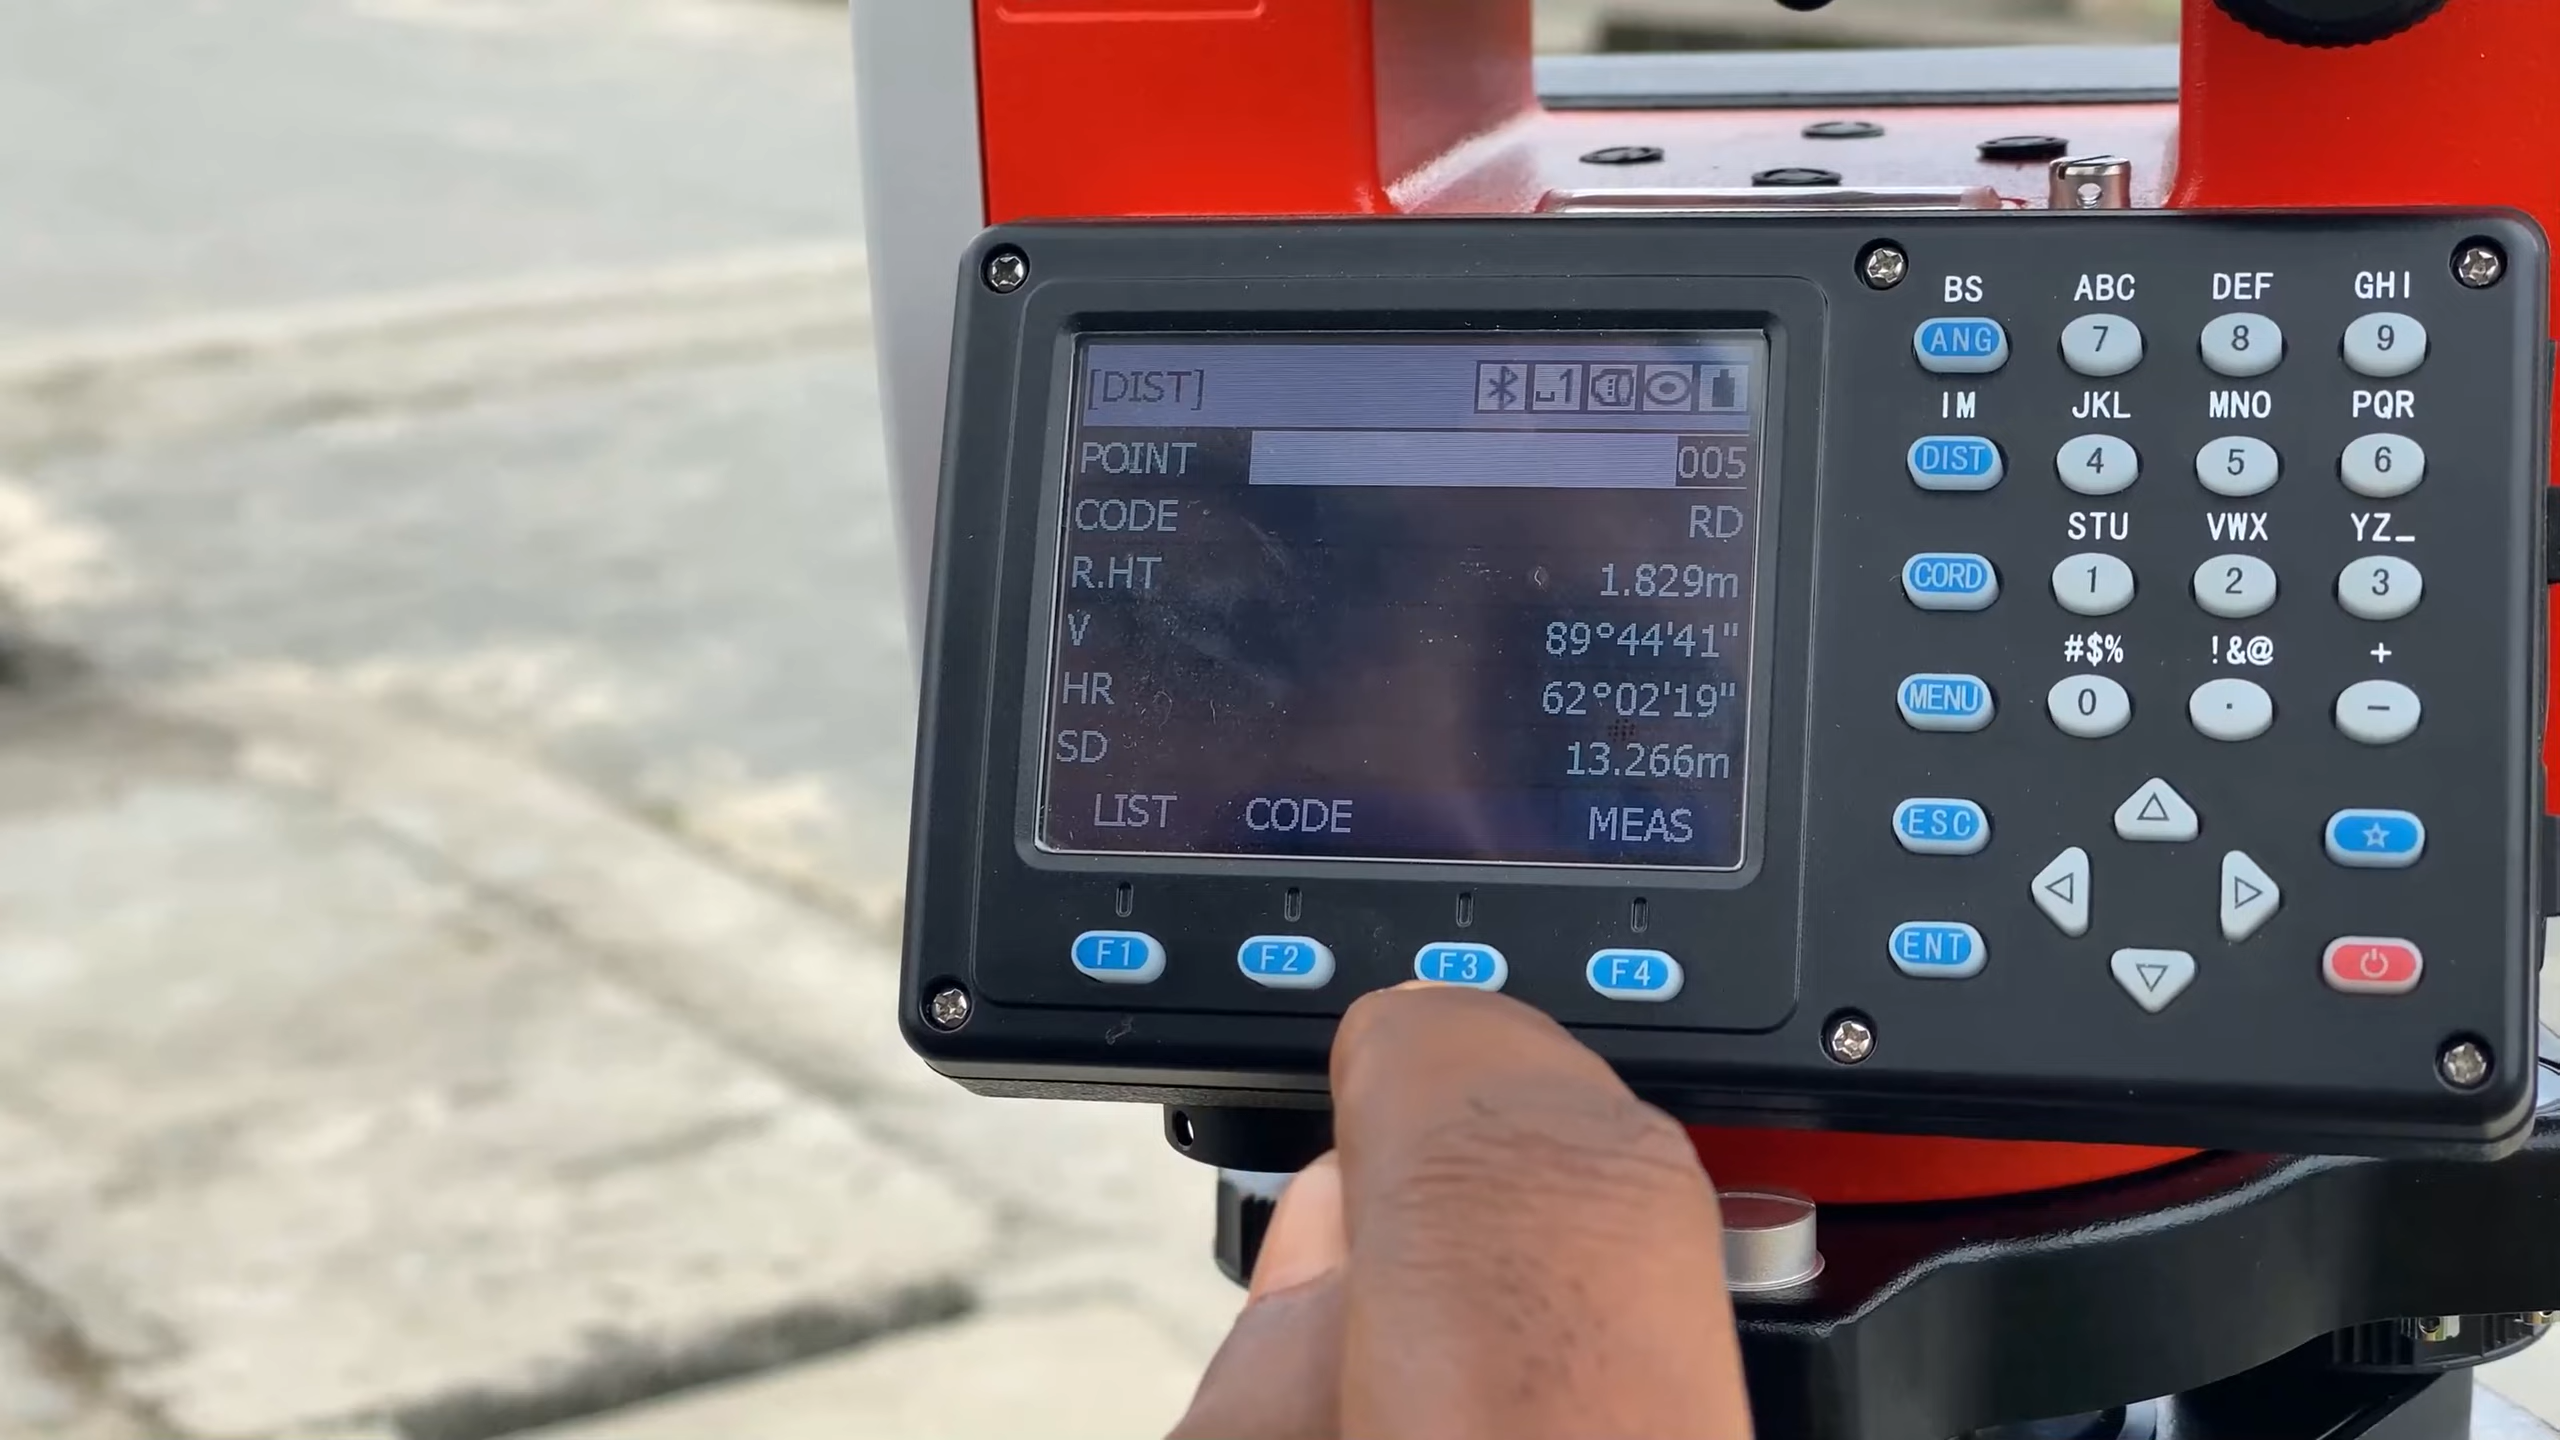 [DIST] 1
POINT 005
CODE RD
R.HT 1.829m
V 89°44'41"
HR 62°02'19"
SD 13.266m
LIST CODE MEAS
F1 F2 F3 F4
BS ABC DEF GHI
ANG 7 8 9
IM JKL MNO PQR
DIST 4 5 6
STU VWX YZ_
CORD 1 2 3
#$% !&@ +
MENU 0 . -
ESC
ENT